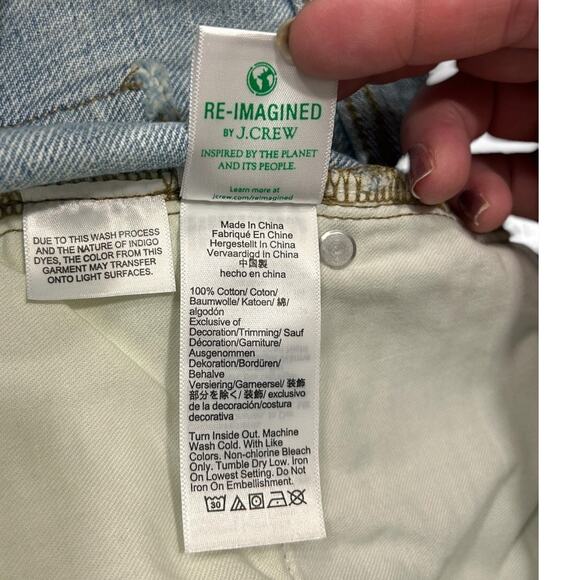 RE-IMAGINED
BY J.CREW
INSPIRED BY THE PLANET
AND ITS PEOPLE.
Learn more at
jcrew.com/reimagined
DUE TO THIS WASH PROCESS
AND THE NATURE OF INDIGO
DYES, THE COLOR FROM THIS
GARMENT MAY TRANSFER
ONTO LIGHT SURFACES.
Made In China
Fabriqué En Chine
Hergestellt In China
Vervaardigd in China
中国製
hecho en china
100% Cotton/ Coton/
Baumwolle/ Katoen/ 綿/
algodón
Exclusive of
Decoration/Trimming/ Sauf
Décoration/Garniture/
Ausgenommen
Dekoration/Bordüren/
Behalve
Versiering/Garneersel/ 装飾
部分を除く/ 装飾/ exclusivo
de la decoración/costura
decorativa
Turn Inside Out. Machine
Wash Cold. With Like
Colors. Non-chlorine Bleach
Only. Tumble Dry Low. Iron
On Lowest Setting. Do Not
Iron On Embellishment.
30